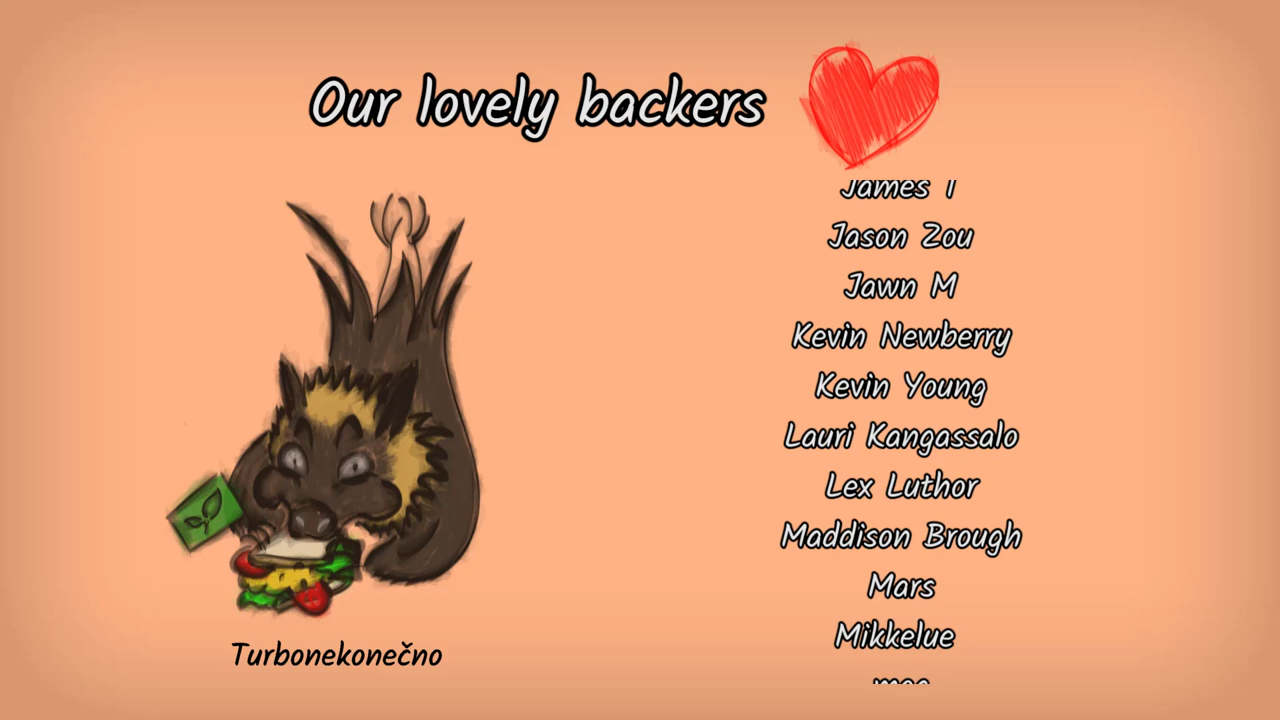 Our lovely backers
James T
Jason Zou
Jawn M
Kevin Newberry
Kevin Young
Lauri Kangassalo
Lex Luthor
Maddison Brough
Mars
Mikkelue
Turbonekonečno